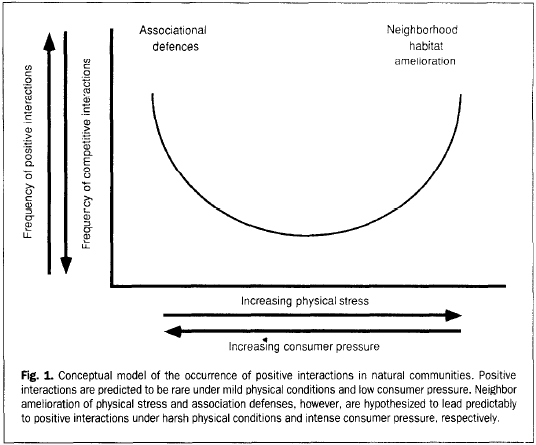 Associational
defences
Neighborhood
habitat
amelioration
Frequency of positive interactions
Frequency of competitive interactions
Increasing physical stress
Increasing consumer pressure
Fig. 1. Conceptual model of the occurrence of positive interactions in natural communities. Positive
interactions are predicted to be rare under mild physical conditions and low consumer pressure. Neighbor
amelioration of physical stress and association defenses, however, are hypothesized to lead predictably
to positive interactions under harsh physical conditions and intense consumer pressure, respectively.